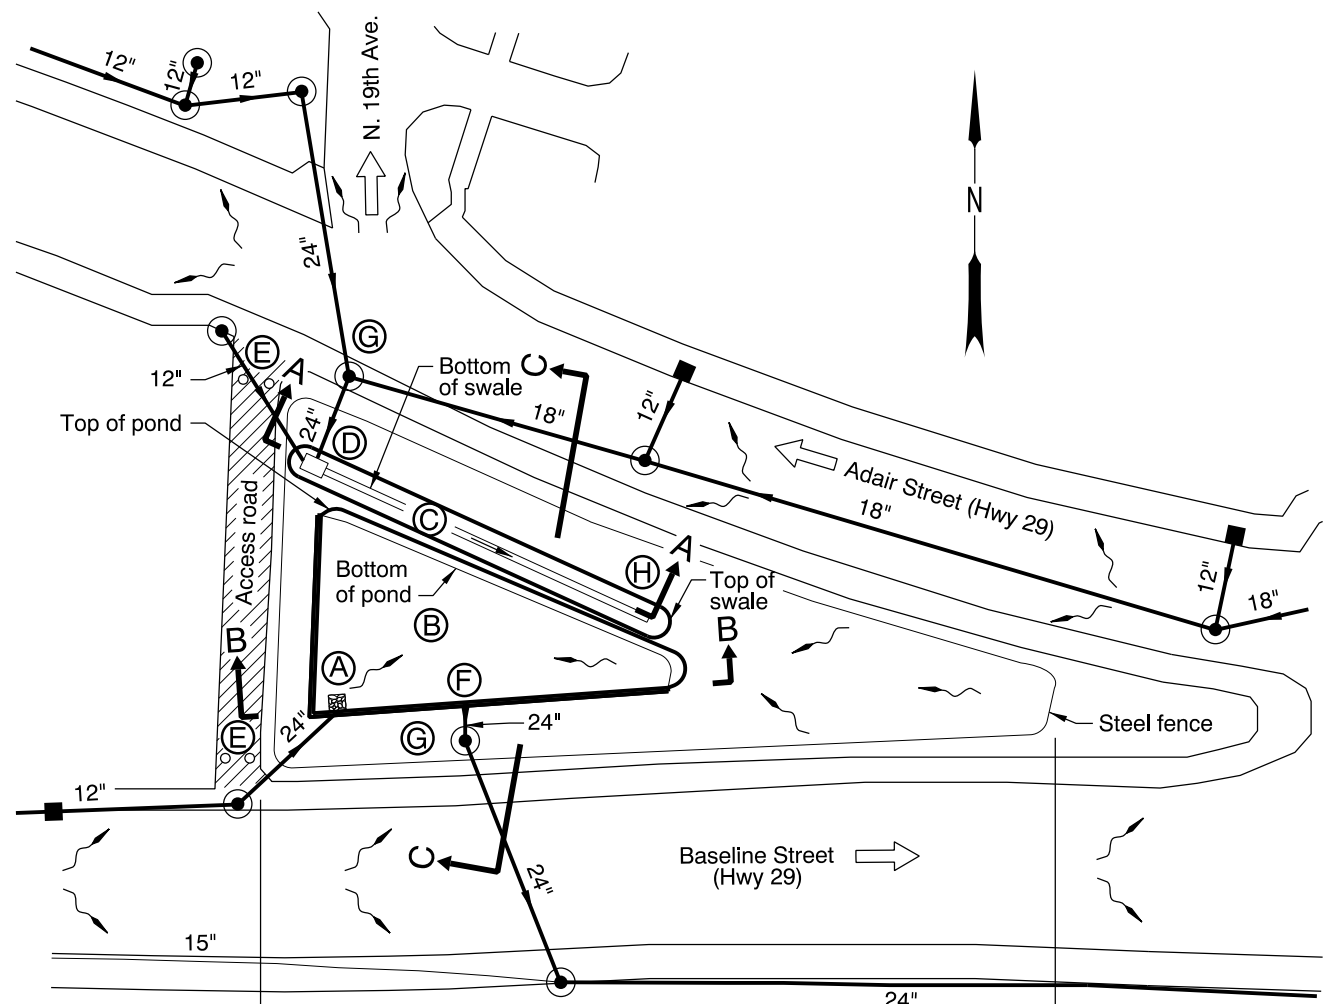 12"
12"
12"
N. 19th Ave.
N
24"
G
E
A
C
Bottom
of swale
12"
12"
18"
Top of pond
24"
D
Adair Street (Hwy 29)
18"
Access road
C
A
H
Top of
swale
Bottom
of pond
12"
18"
B
B
B
A
F
24"
24"
E
G
Steel fence
12"
C
Baseline Street
(Hwy 29)
24"
15"
24"